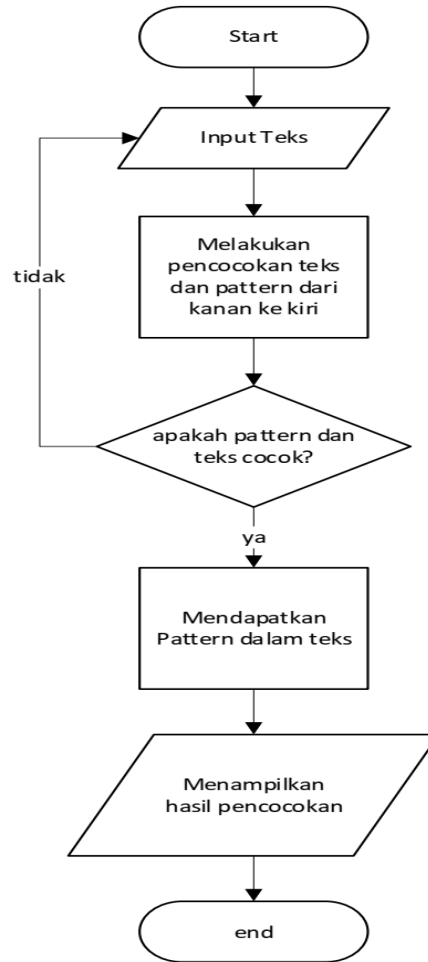 Start
Input Teks
Melakukan
pencocokan teks
dan pattern dari
kanan ke kiri
tidak
apakah pattern dan
teks cocok?
ya
Mendapatkan
Pattern dalam teks
Menampilkan
hasil pencocokan
end